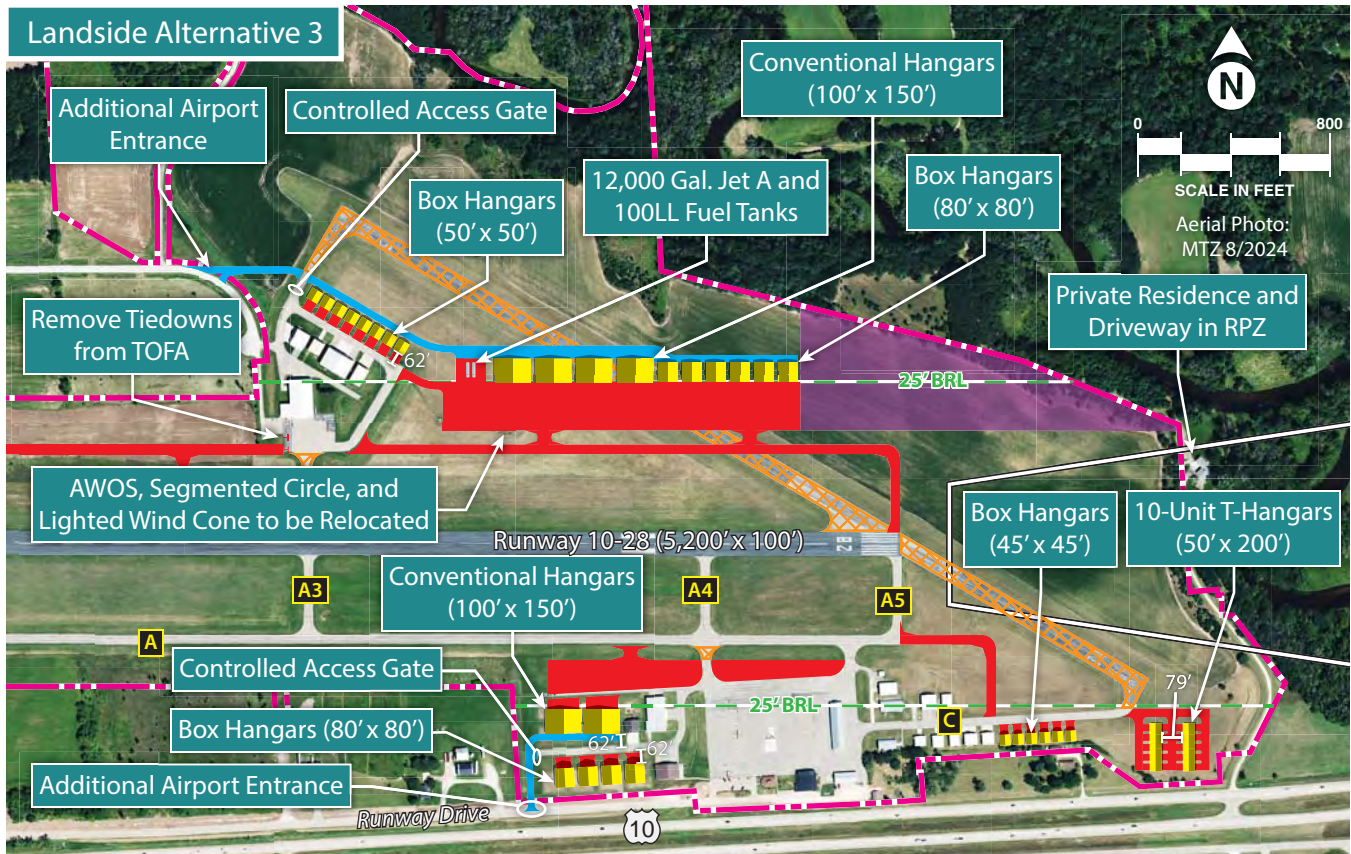 Landside Alternative 3
Additional Airport
Entrance
Controlled Access Gate
Conventional Hangars
(100’ x 150’)
N
0 800
SCALE IN FEET
Aerial Photo:
MTZ 8/2024
Box Hangars
(50’ x 50’)
12,000 Gal. Jet A and
100LL Fuel Tanks
Box Hangars
(80’ x 80’)
Private Residence and
Driveway in RPZ
Remove Tiedowns
from TOFA
62’
25’ BRL
AWOS, Segmented Circle, and
Lighted Wind Cone to be Relocated
Runway 10-28 (5,200’ x 100’)
28
Box Hangars
(45’ x 45’)
10-Unit T-Hangars
(50’ x 200’)
Conventional Hangars
(100’ x 150’)
A3
A4
A5
A
Controlled Access Gate
79’
25’ BRL
C
Box Hangars (80’ x 80’)
62’
62’
Additional Airport Entrance
Runway Drive
10